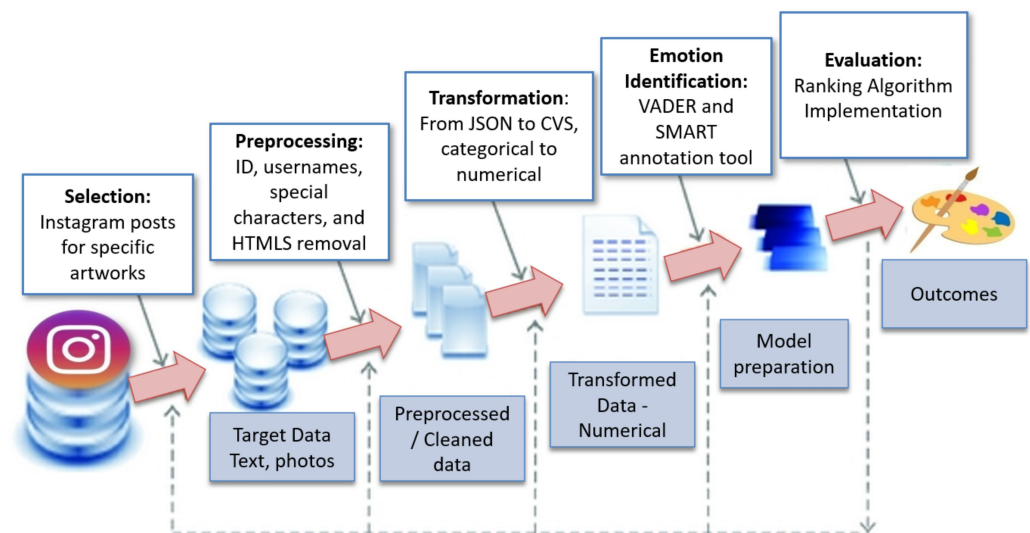 Selection:
Instagram posts
for specific
artworks
Preprocessing:
ID, usernames,
special
characters, and
HTMLS removal
Transformation:
From JSON to CVS,
categorical to
numerical
Emotion
Identification:
VADER and
SMART
annotation tool
Evaluation:
Ranking Algorithm
Implementation
Target Data
Text, photos
Preprocessed
/ Cleaned
data
Transformed
Data -
Numerical
Model
preparation
Outcomes